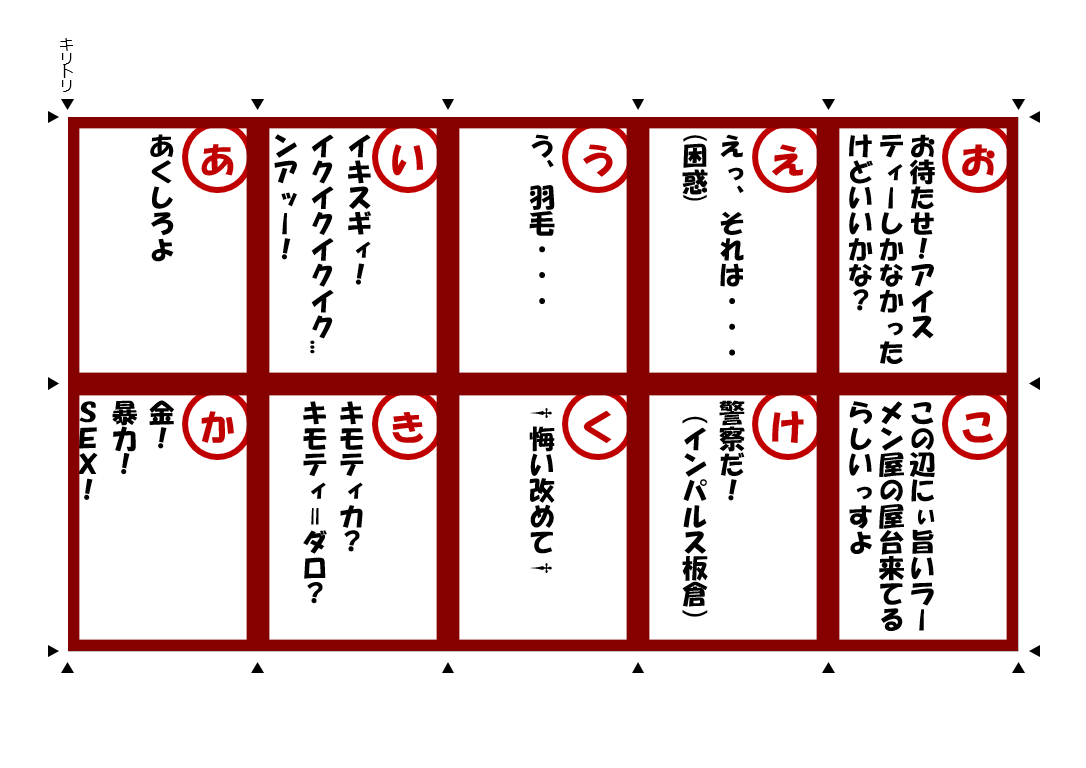 キリトリ
あ
あくしろよ
い
イキスギィ!
イクイクイクイク…
ンアッー!
う
う、羽毛・・・
え
えっ、それは・・・
(困惑)
お
お待たせ!アイス
ティーしかなかった
けどいいかな?
か
金!
暴力!
SEX!
き
キモティカ?
キモティ=ダロ?
く
†悔い改めて†
け
警察だ!
(インパルス板倉)
こ
この辺にぃ旨いラー
メン屋の屋台来てる
らしいっすよ